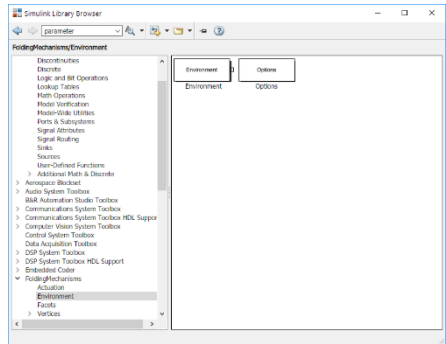 Simulink Library Browser
parameter
FoldingMechanisms/Environment
Discontinuities
Discrete
Logic and Bit Operations
Lookup Tables
Math Operations
Model Verification
Model-Wide Utilities
Ports & Subsystems
Signal Attributes
Signal Routing
Sinks
Sources
User-Defined Functions
Additional Math & Discrete
Aerospace Blockset
Audio System Toolbox
B&R Automation Studio Toolbox
Communications System Toolbox
Communications System Toolbox HDL Suppor
Computer Vision System Toolbox
Control System Toolbox
Data Acquisition Toolbox
DSP System Toolbox
DSP System Toolbox HDL Support
Embedded Coder
FoldingMechanisms
Actuation
Environment
Facets
Vertices
Environment
Options
Environment
Options